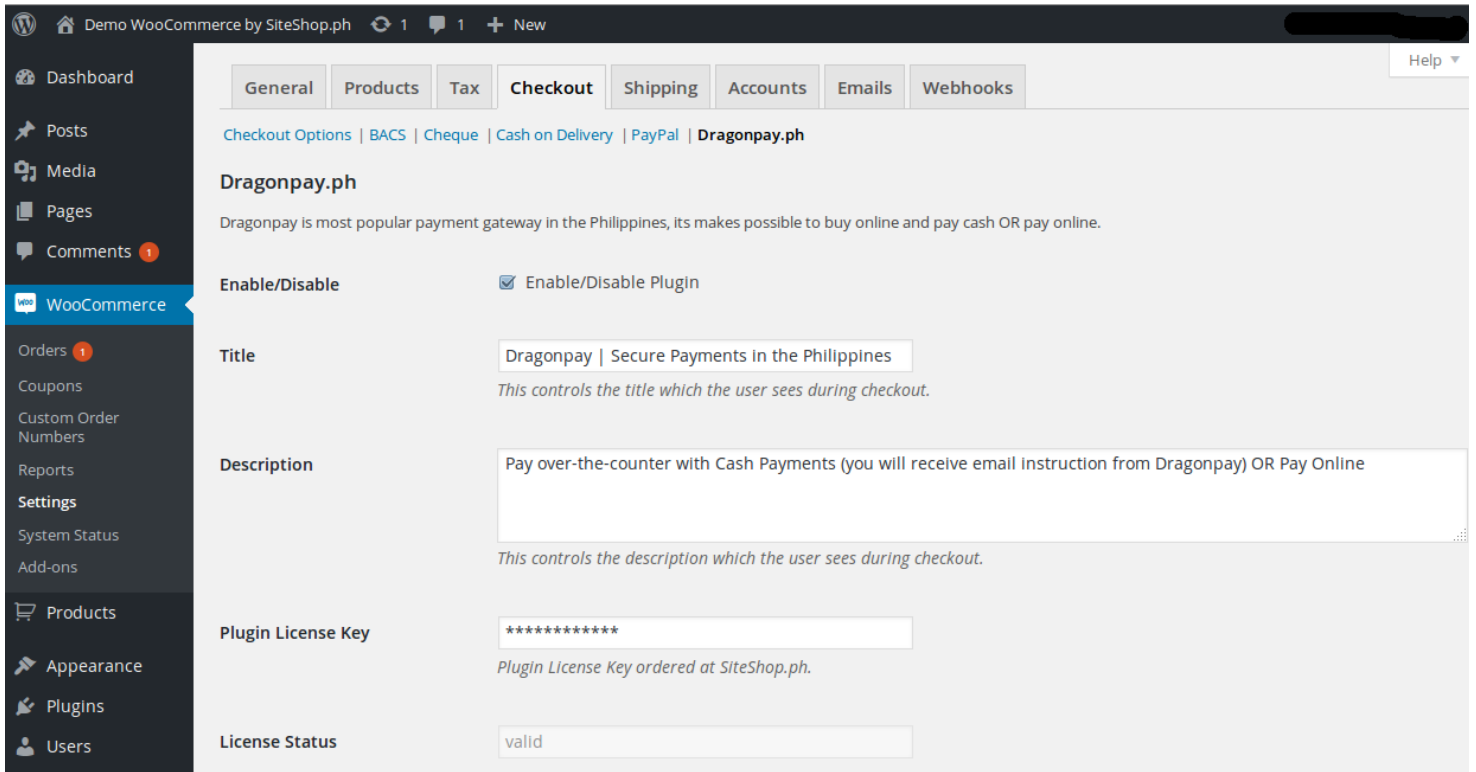 Demo WooCommerce by SiteShop.ph 1 1 + New
Help
Dashboard
Posts
Media
Pages
Comments 1
WOO WooCommerce
Orders 1
Coupons
Custom Order
Numbers
Reports
Settings
System Status
Add-ons
Products
Appearance
Plugins
Users
General Products Tax Checkout Shipping Accounts Emails Webhooks
Checkout Options | BACS | Cheque | Cash on Delivery | PayPal | Dragonpay.ph
Dragonpay.ph
Dragonpay is most popular payment gateway in the Philippines, its makes possible to buy online and pay cash OR pay online.
Enable/Disable Enable/Disable Plugin
Title Dragonpay | Secure Payments in the Philippines
This controls the title which the user sees during checkout.
Description Pay over-the-counter with Cash Payments (you will receive email instruction from Dragonpay) OR Pay Online
This controls the description which the user sees during checkout.
Plugin License Key ************
Plugin License Key ordered at SiteShop.ph.
License Status valid